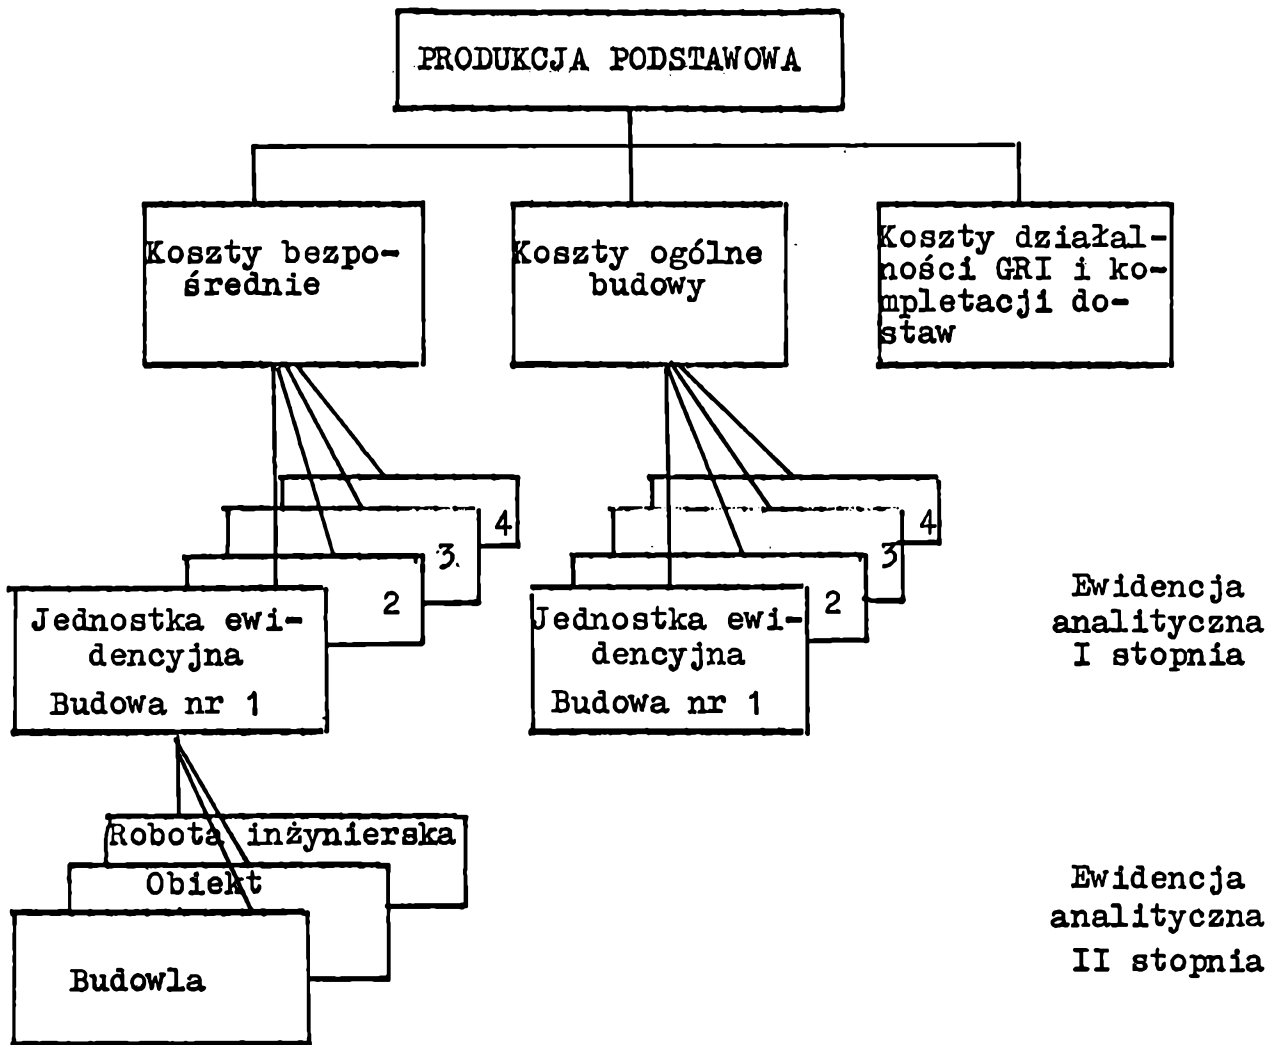 PRODUKCJA PODSTAWOWA
Koszty bezpo-
średnie
Koszty ogólne
budowy
Koszty działal-
ności GRI i ko-
mpletacji do-
staw
4
3.
2
Jednostka ewi-
dencyjna
Budowa nr 1
4
3
2
Jednostka ewi-
dencyjna
Budowa nr 1
Ewidencja
analityczna
I stopnia
Robota inżynierska
Obiekt
Budowla
Ewidencja
analityczna
II stopnia